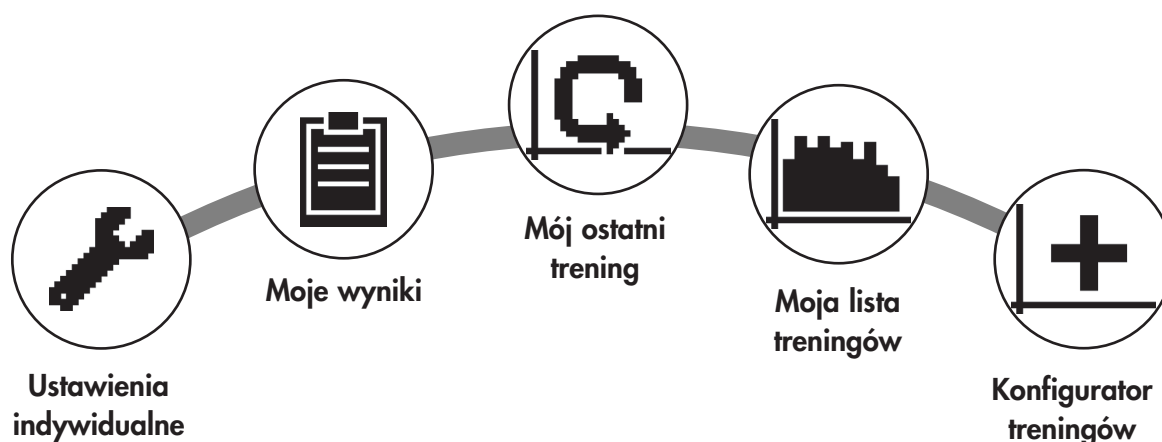 Ustawienia
indywidualne
Moje wyniki
Mój ostatni
trening
Moja lista
treningów
Konfigurator
treningów